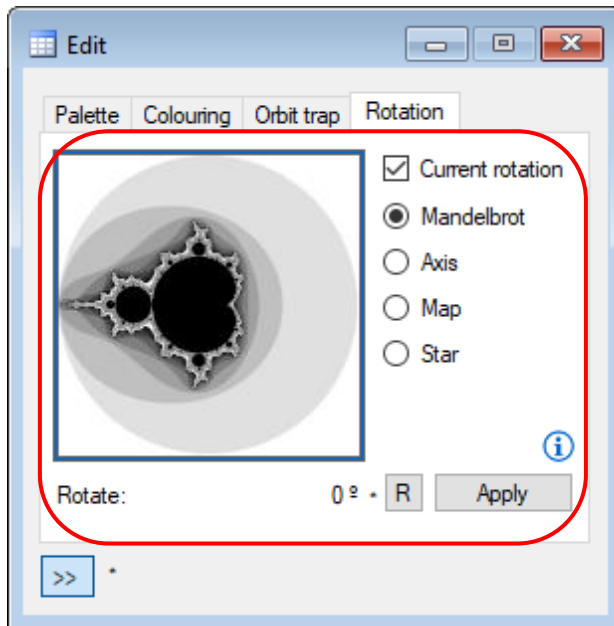 Edit
Palette Colouring Orbit trap Rotation
Current rotation
Mandelbrot
Axis
Map
Star
Rotate: 0 º * R Apply
>> *